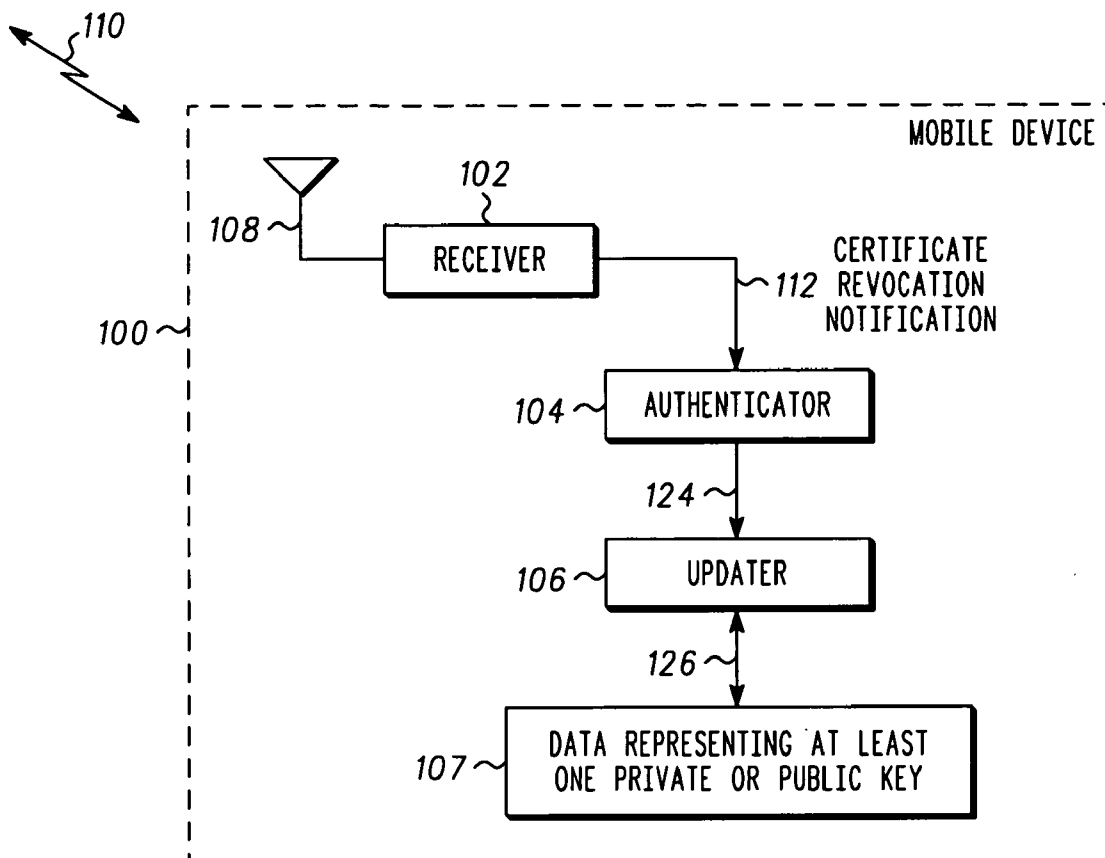 110
MOBILE DEVICE
102
108
RECEIVER
CERTIFICATE
112 REVOCATION
NOTIFICATION
100
104
AUTHENTICATOR
124
106
UPDATER
126
107
DATA REPRESENTING AT LEAST
ONE PRIVATE OR PUBLIC KEY